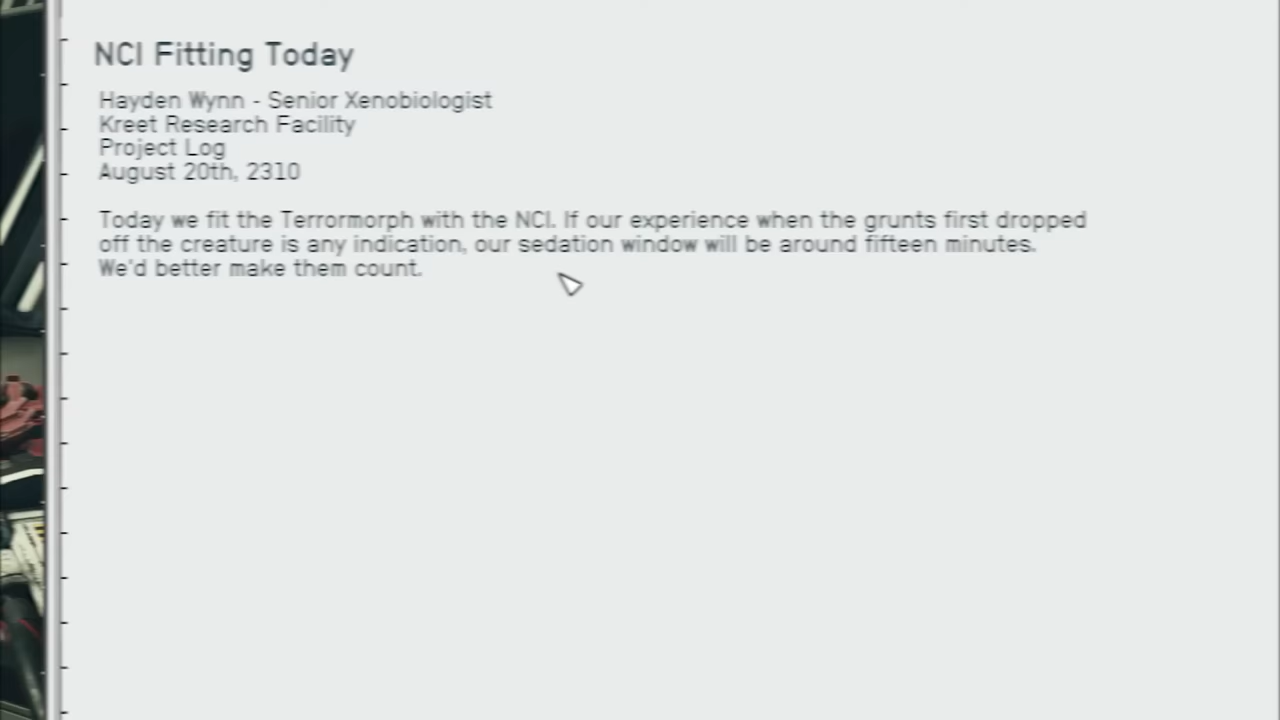 NCI Fitting Today
Hayden Wynn - Senior Xenobiologist
Kreet Research Facility
Project Log
August 20th, 2310
Today we fit the Terrormorph with the NCI. If our experience when the grunts first dropped
off the creature is any indication, our sedation window will be around fifteen minutes.
We'd better make them count.